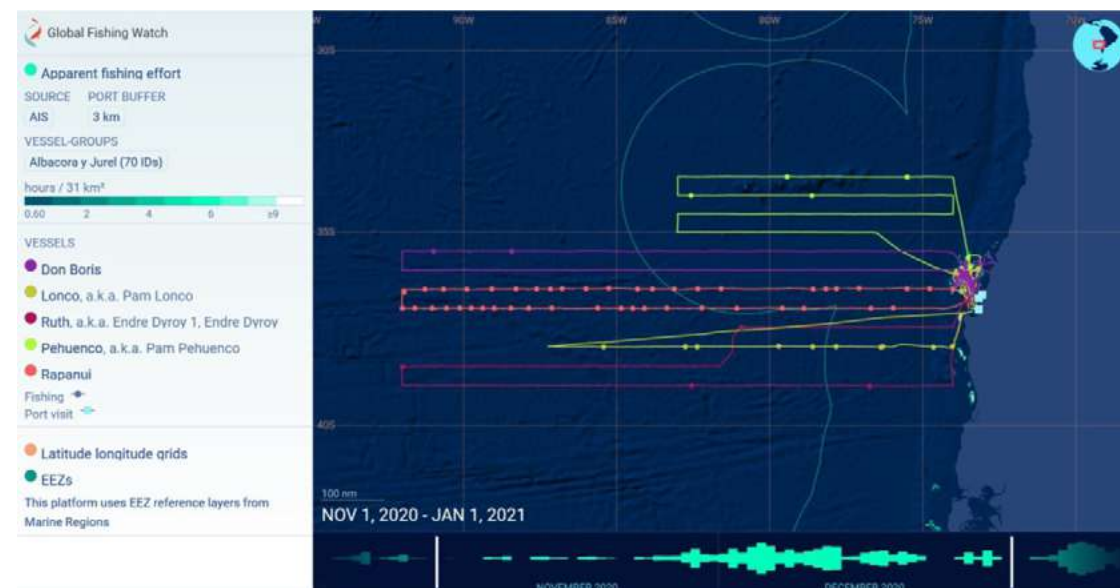 Global Fishing Watch
Apparent fishing effort
SOURCE PORT BUFFER
AIS 3 km
VESSEL-GROUPS
Albacora y Jurel (70 IDs)
hours / 31 km²
0.60 2 4 6 ≥9
VESSELS
Don Boris
Lonco, a.k.a. Pam Lonco
Ruth, a.k.a. Endre Dyroy 1, Endre Dyroy
Pehuenco, a.k.a. Pam Pehuenco
Rapanui
Fishing
Port visit
Latitude longitude grids
EEZs
This platform uses EEZ reference layers from
Marine Regions
90W 85W 80W 75W 70W
30S
35S
40S
100 nm
NOV 1, 2020 - JAN 1, 2021
NOVEMBER 2020 DECEMBER 2020